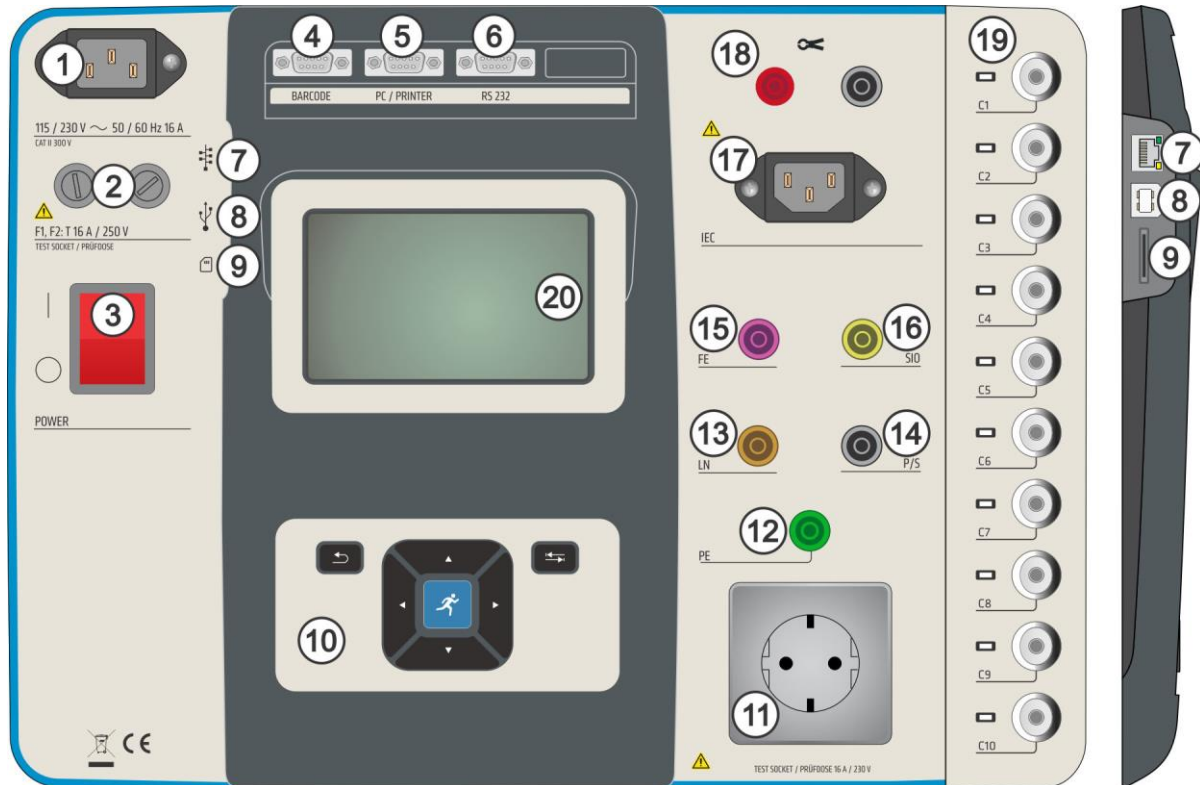 1
115 / 230 V ~ 50 / 60 Hz 16 A
CAT II 300 V
2
F1, F2: T 16 A / 250 V
TEST SOCKET / PRÜFDOSE
3
POWER
CE
4
5
6
BARCODE
PC / PRINTER
RS 232
7
8
9
20
10
18
17
IEC
15
FE
16
SIO
13
LN
14
P/S
12
PE
11
TEST SOCKET / PRÜFDOSE 16 A / 230 V
19
C1
C2
C3
C4
C5
C6
C7
C8
C9
C10
7
8
9